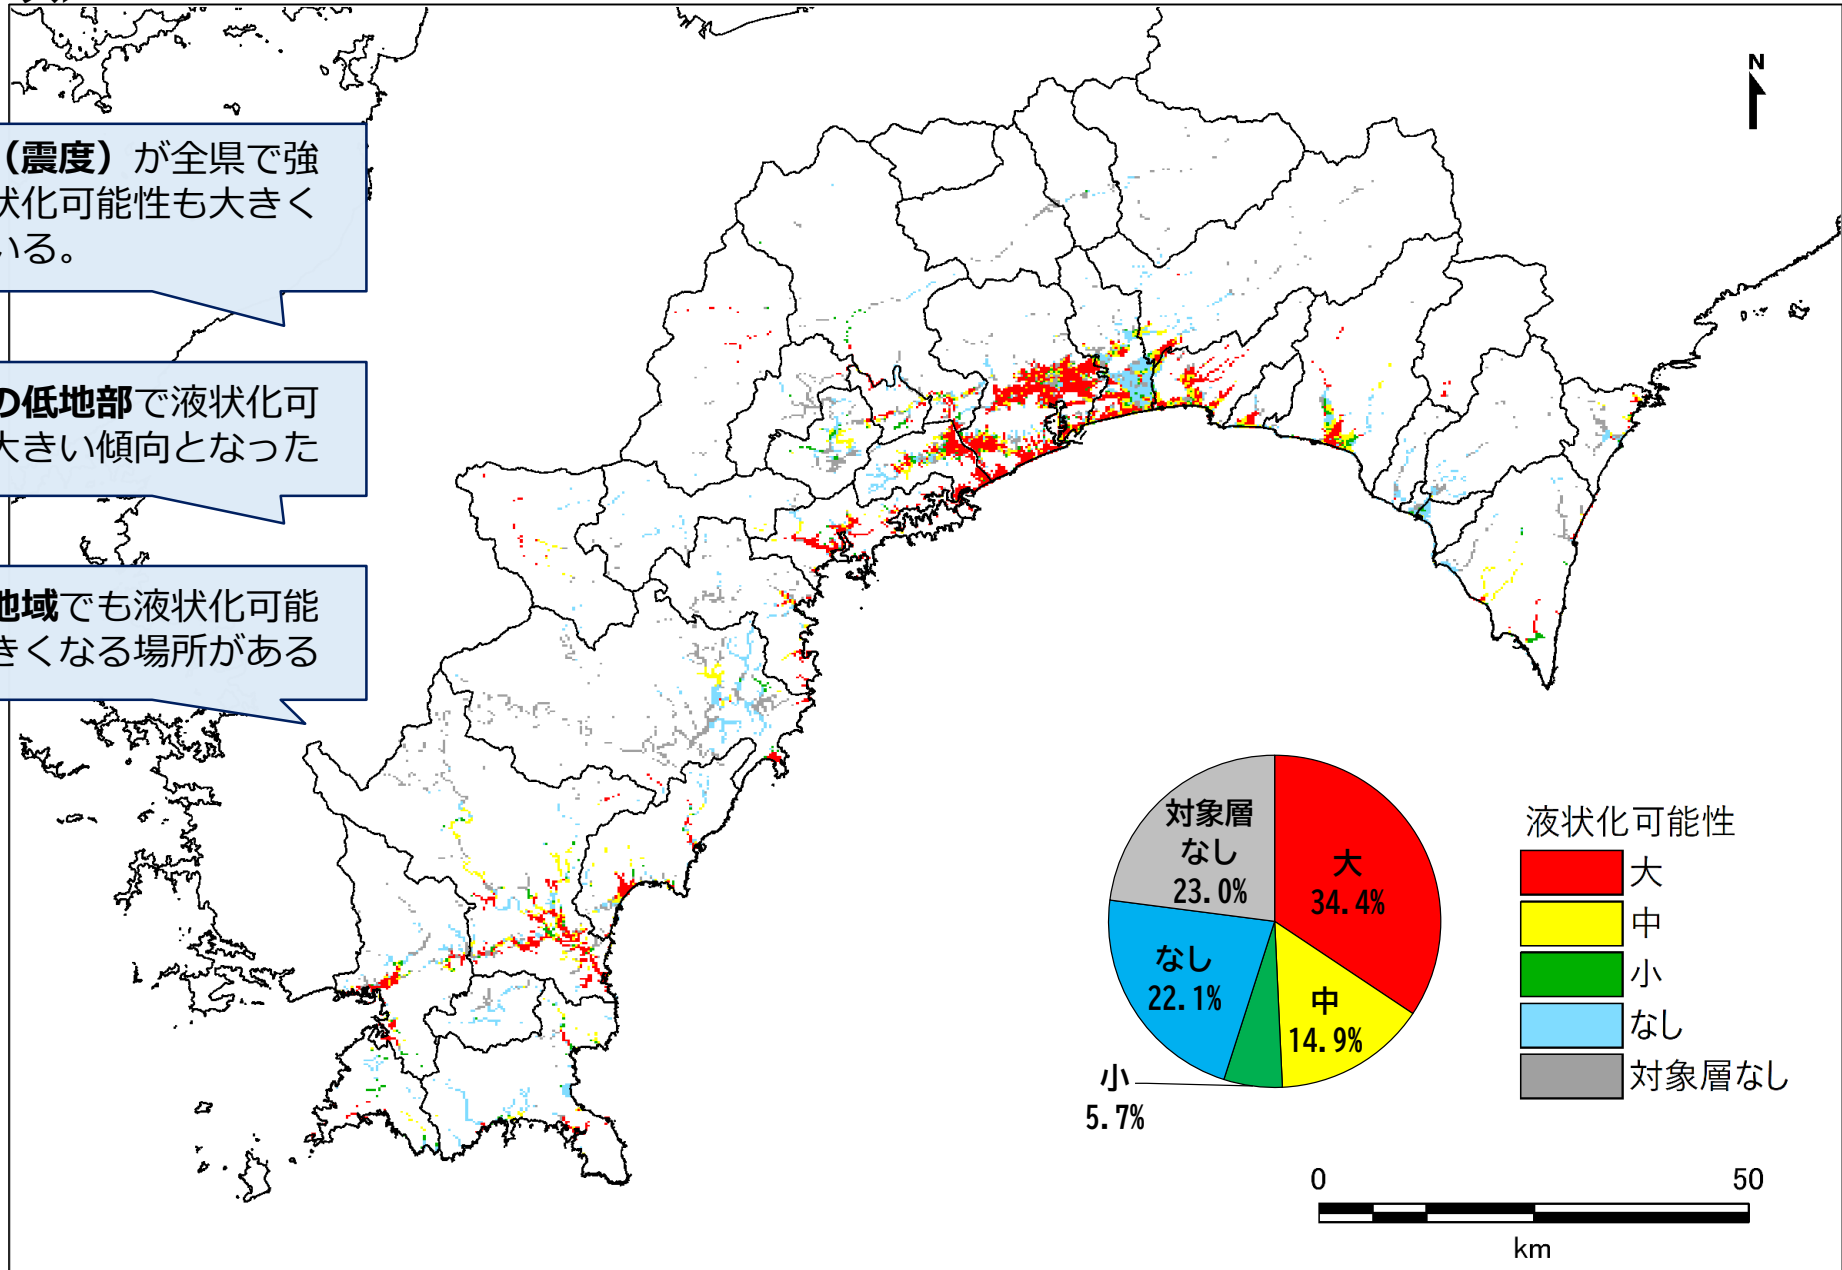 （震度）が全県で強
状化可能性も大きく
いる。
の低地部で液状化可
大きい傾向となった
地域でも液状化可能
きくなる場所がある
N
対象層
なし
23.0%
大
34.4%
なし
22.1%
中
14.9%
小
5.7%
液状化可能性
大
中
小
なし
対象層なし
0 50
km